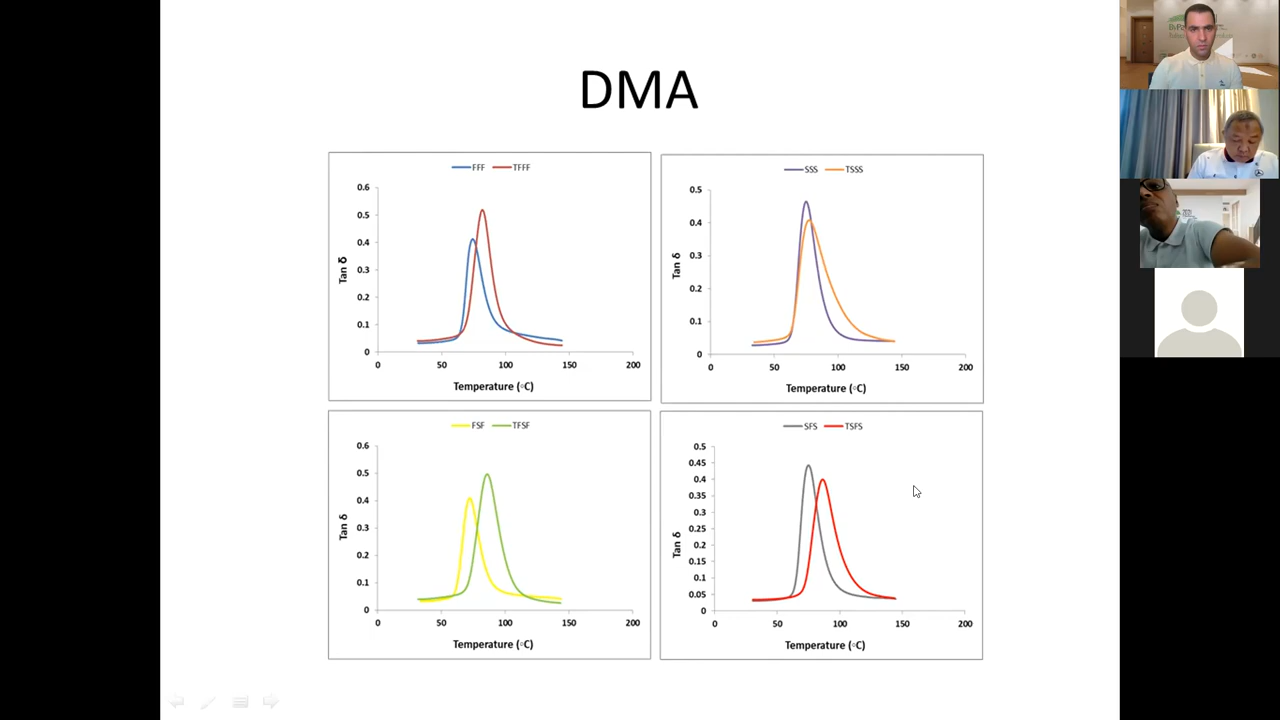 DMA
FFF TFFF
0.6
0.5
0.4
0.3
0.2
0.1
0
Tan δ
0 50 100 150 200
Temperature (◦C)
SSS TSSS
0.5
0.4
0.3
0.2
0.1
0
Tan δ
0 50 100 150 200
Temperature (◦C)
FSF TFSF
0.6
0.5
0.4
0.3
0.2
0.1
0
Tan δ
0 50 100 150 200
Temperature (◦C)
SFS TSFS
0.5
0.45
0.4
0.35
0.3
0.25
0.2
0.15
0.1
0.05
0
Tan δ
0 50 100 150 200
Temperature (◦C)